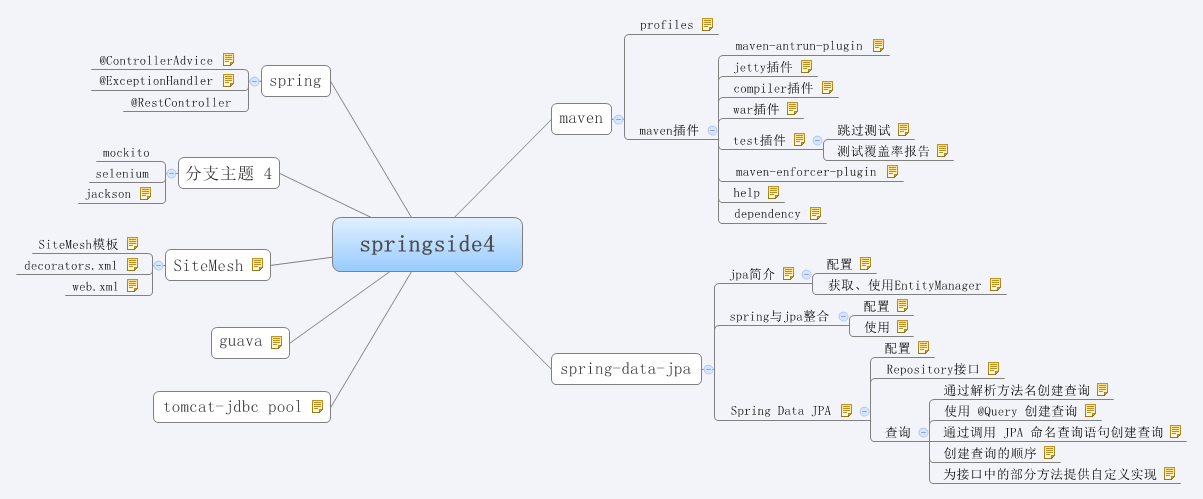 springside4
maven
profiles
maven插件
maven-antrun-plugin
jetty插件
compiler插件
war插件
test插件
跳过测试
测试覆盖率报告
maven-enforcer-plugin
help
dependency
spring-data-jpa
jpa简介
配置
获取、使用EntityManager
spring与jpa整合
配置
使用
Spring Data JPA
配置
Repository接口
查询
通过解析方法名创建查询
使用 @Query 创建查询
通过调用 JPA 命名查询语句创建查询
创建查询的顺序
为接口中的部分方法提供自定义实现
spring
@ControllerAdvice
@ExceptionHandler
@RestController
分支主题 4
mockito
selenium
jackson
SiteMesh
SiteMesh模板
decorators.xml
web.xml
guava
tomcat-jdbc pool